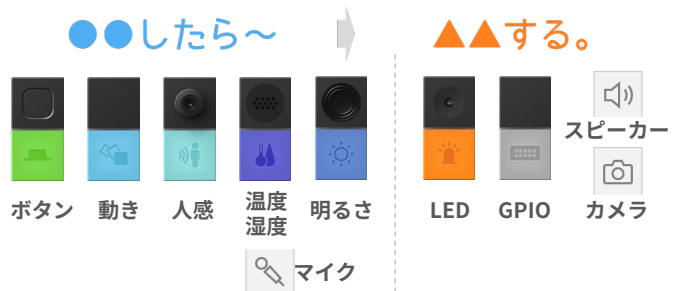 ●●したら～
▲▲する。
ボタン
動き
人感
温度
湿度
明るさ
マイク
LED
GPIO
スピーカー
カメラ